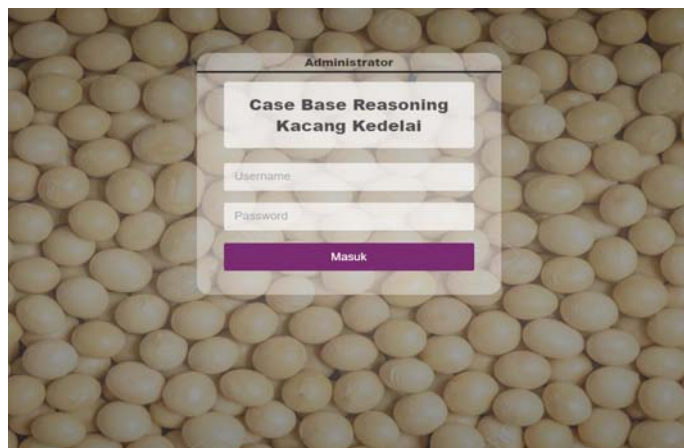 Administrator
Case Base Reasoning
Kacang Kedelai
Username
Password
Masuk